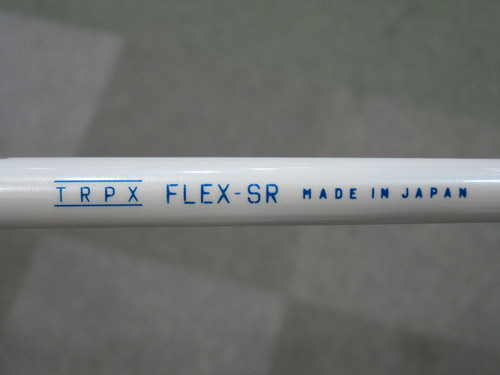 TRPX FLEX-SR MADE IN JAPAN